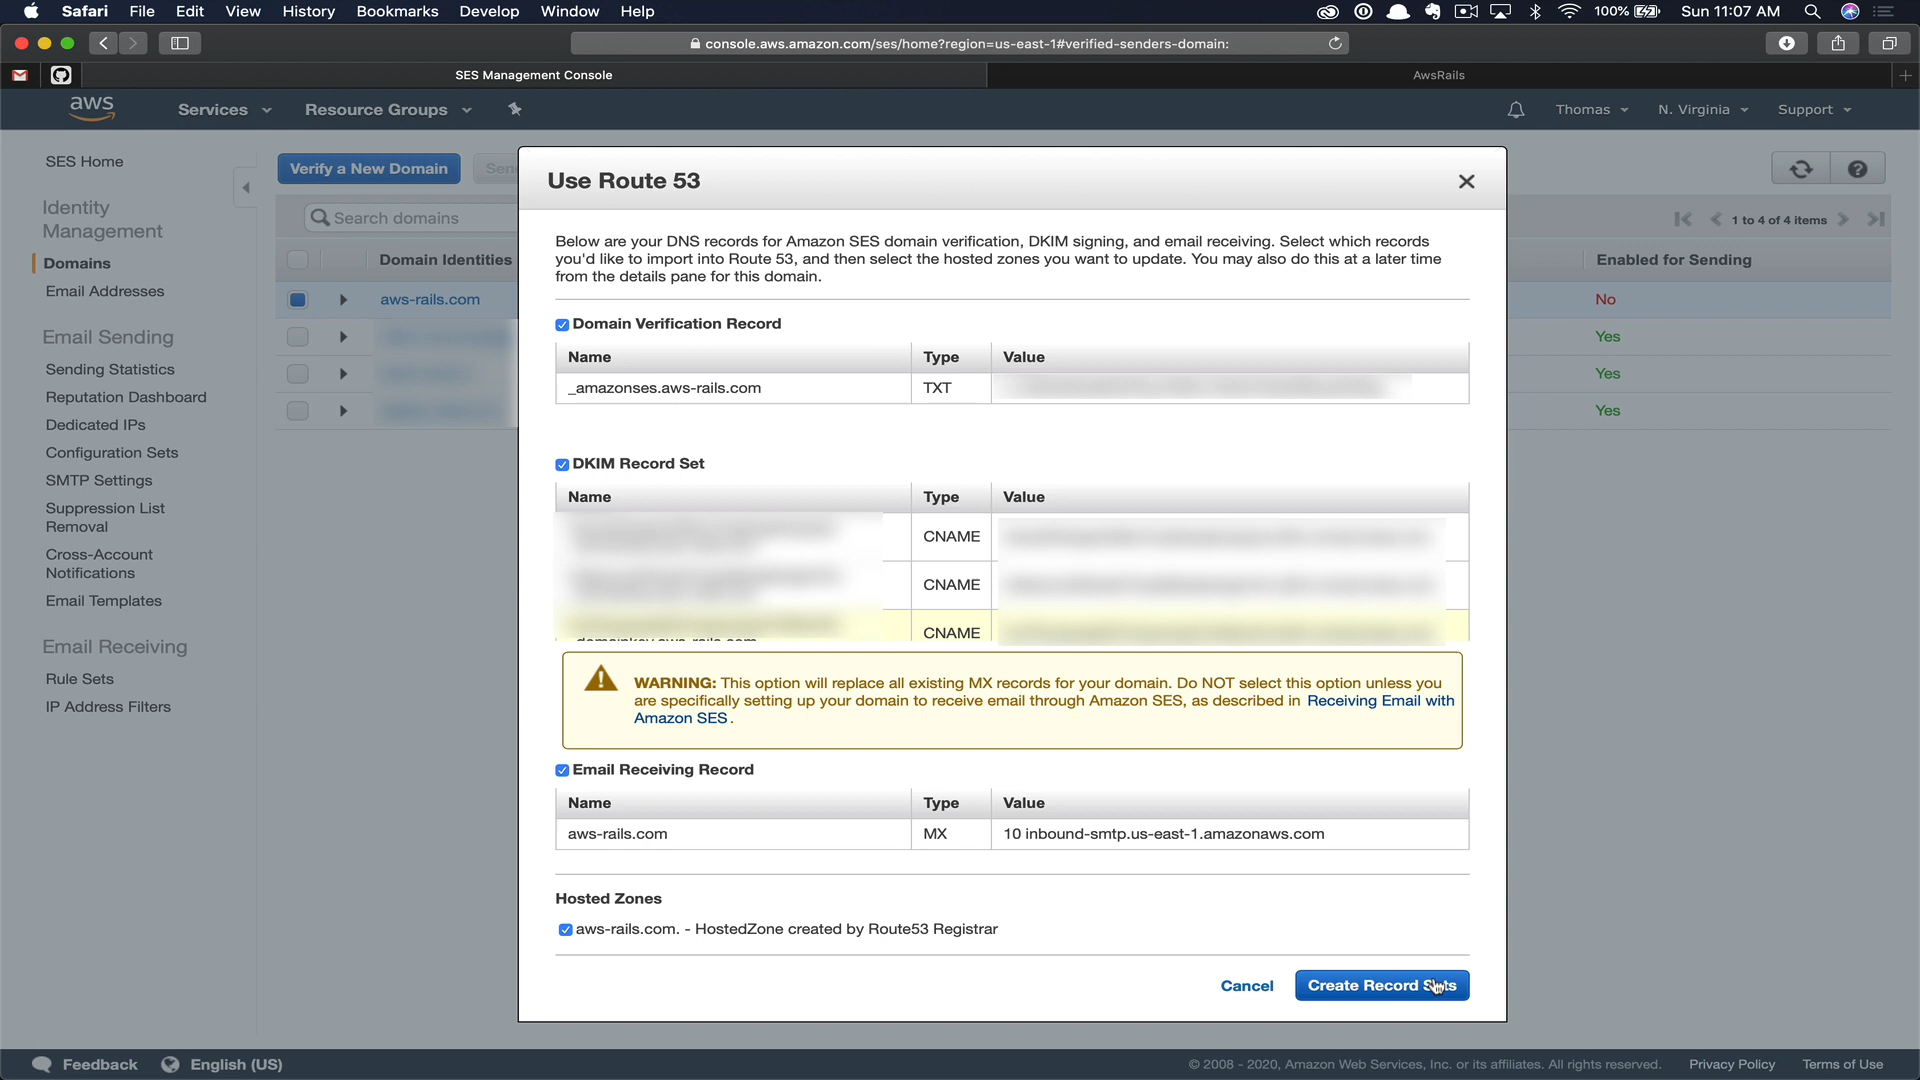 Safari File Edit View History Bookmarks Develop Window Help 100% Sun 11:07 AM
console.aws.amazon.com/ses/home?region=us-east-1#verified-senders-domain:
SES Management Console AwsRails
aws Services Resource Groups Thomas N. Virginia Support
SES Home
Identity
Management
Domains
Email Addresses
Email Sending
Sending Statistics
Reputation Dashboard
Dedicated IPs
Configuration Sets
SMTP Settings
Suppression List
Removal
Cross-Account
Notifications
Email Templates
Email Receiving
Rule Sets
IP Address Filters
Verify a New Domain
Search domains
1 to 4 of 4 items
Domain Identities Enabled for Sending
aws-rails.com No
Yes
Yes
Yes
Use Route 53
Below are your DNS records for Amazon SES domain verification, DKIM signing, and email receiving. Select which records
you'd like to import into Route 53, and then select the hosted zones you want to update. You may also do this at a later time
from the details pane for this domain.
Domain Verification Record
Name Type Value
_amazonses.aws-rails.com TXT
DKIM Record Set
Name Type Value
CNAME
CNAME
CNAME
WARNING: This option will replace all existing MX records for your domain. Do NOT select this option unless you
are specifically setting up your domain to receive email through Amazon SES, as described in Receiving Email with
Amazon SES.
Email Receiving Record
Name Type Value
aws-rails.com MX 10 inbound-smtp.us-east-1.amazonaws.com
Hosted Zones
aws-rails.com. - HostedZone created by Route53 Registrar
Cancel Create Record Sets
Feedback English (US) © 2008 - 2020, Amazon Web Services, Inc. or its affiliates. All rights reserved. Privacy Policy Terms of Use